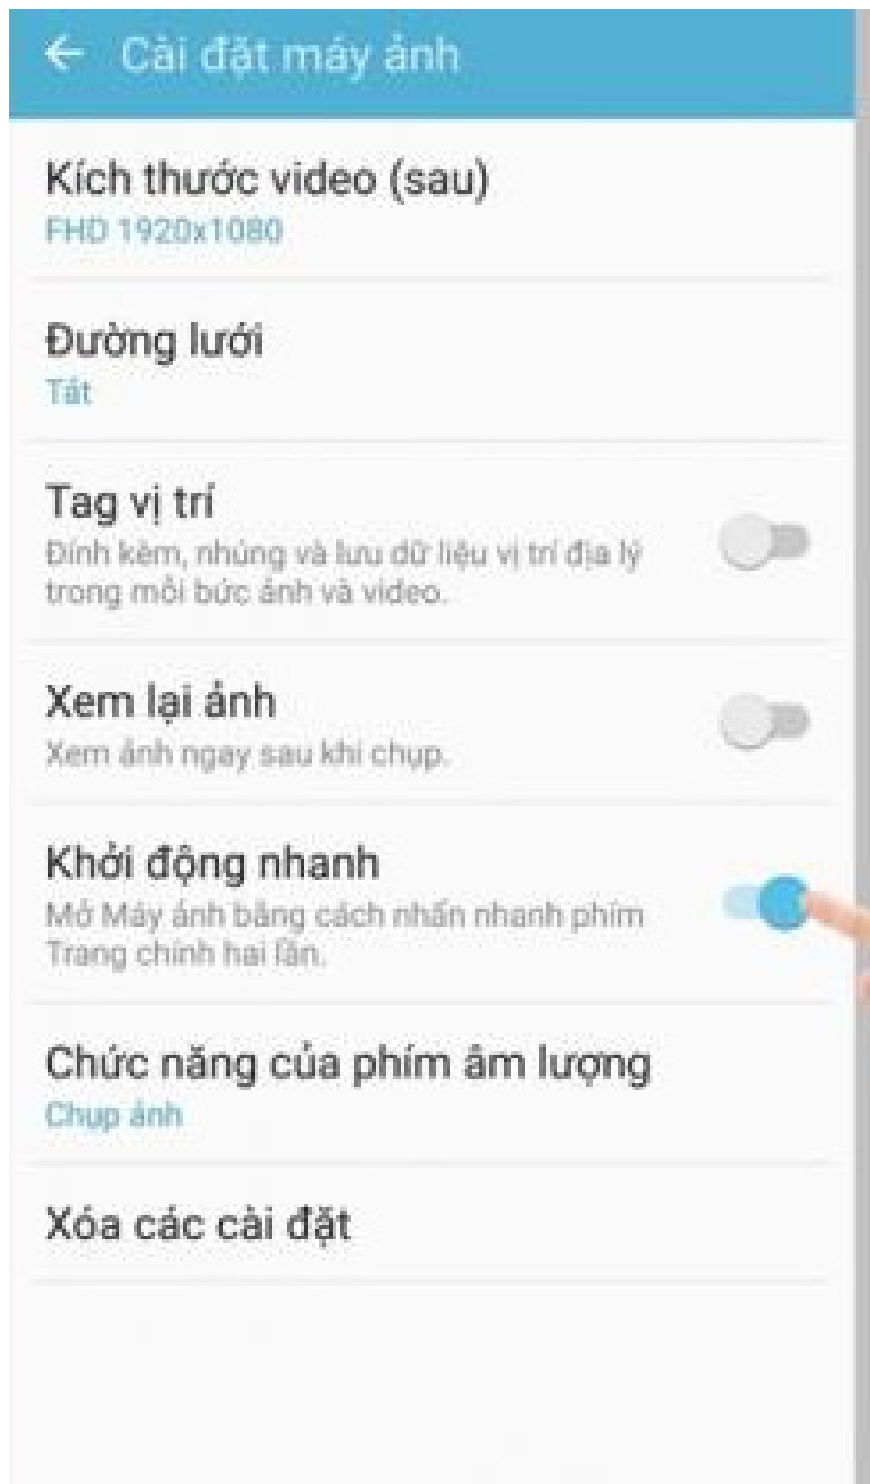 Cài đặt máy ảnh
Kích thước video (sau)
FHD 1920x1080
Đường lưới
Tắt
Tag vị trí
Đính kèm, nhúng và lưu dữ liệu vị trí địa lý
trong mỗi bức ảnh và video.
Xem lại ảnh
Xem ảnh ngay sau khi chụp.
Khởi động nhanh
Mở Máy ảnh bằng cách nhấn nhanh phím
Trang chính hai lần.
Chức năng của phím âm lượng
Chụp ảnh
Xóa các cài đặt